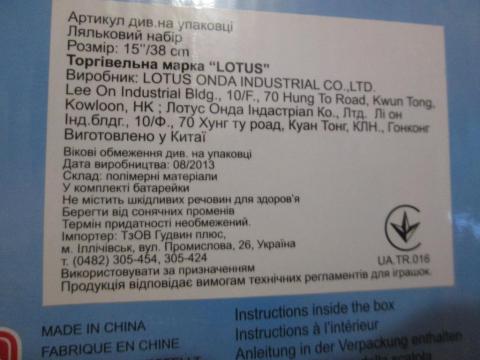 Артикул див.на упаковці
Ляльковий набір
Розмір: 15"/38 cm
Торгівельна марка "LOTUS"
Виробник: LOTUS ONDA INDUSTRIAL CO.,LTD.
Lee On Industrial Bldg., 10/F., 70 Hung To Road, Kwun Tong,
Kowloon, HK ; Лотус Онда Індастріал Ко., Лтд. Лі он
Інд.блдг., 10/Ф., 70 Хунг ту роад, Куан Тонг, КЛН., Гонконг
Виготовлено у Китаї
Вікові обмеження див. на упаковці
Дата виробництва 08/2013
Склад: полімерні матеріали
У комплекті батарейки
Не містить шкідливих речовин для здоров'я
Берегти від сонячних променів
Термін придатності необмежений.
Імпортер: ТзОВ Гудвин плюс,
м. Іллічівськ, вул. Промислова, 26, Україна
т. (0482) 305-454, 305-424
Використовувати за призначенням
Продукція відповідає вимогам технічних регламентів для іграшок.
UA.TR.016
MADE IN CHINA
FABRIQUE EN CHINE
Instructions inside the box
Instructions à l'intérieur
Anleitung in der Verpackung enthalten